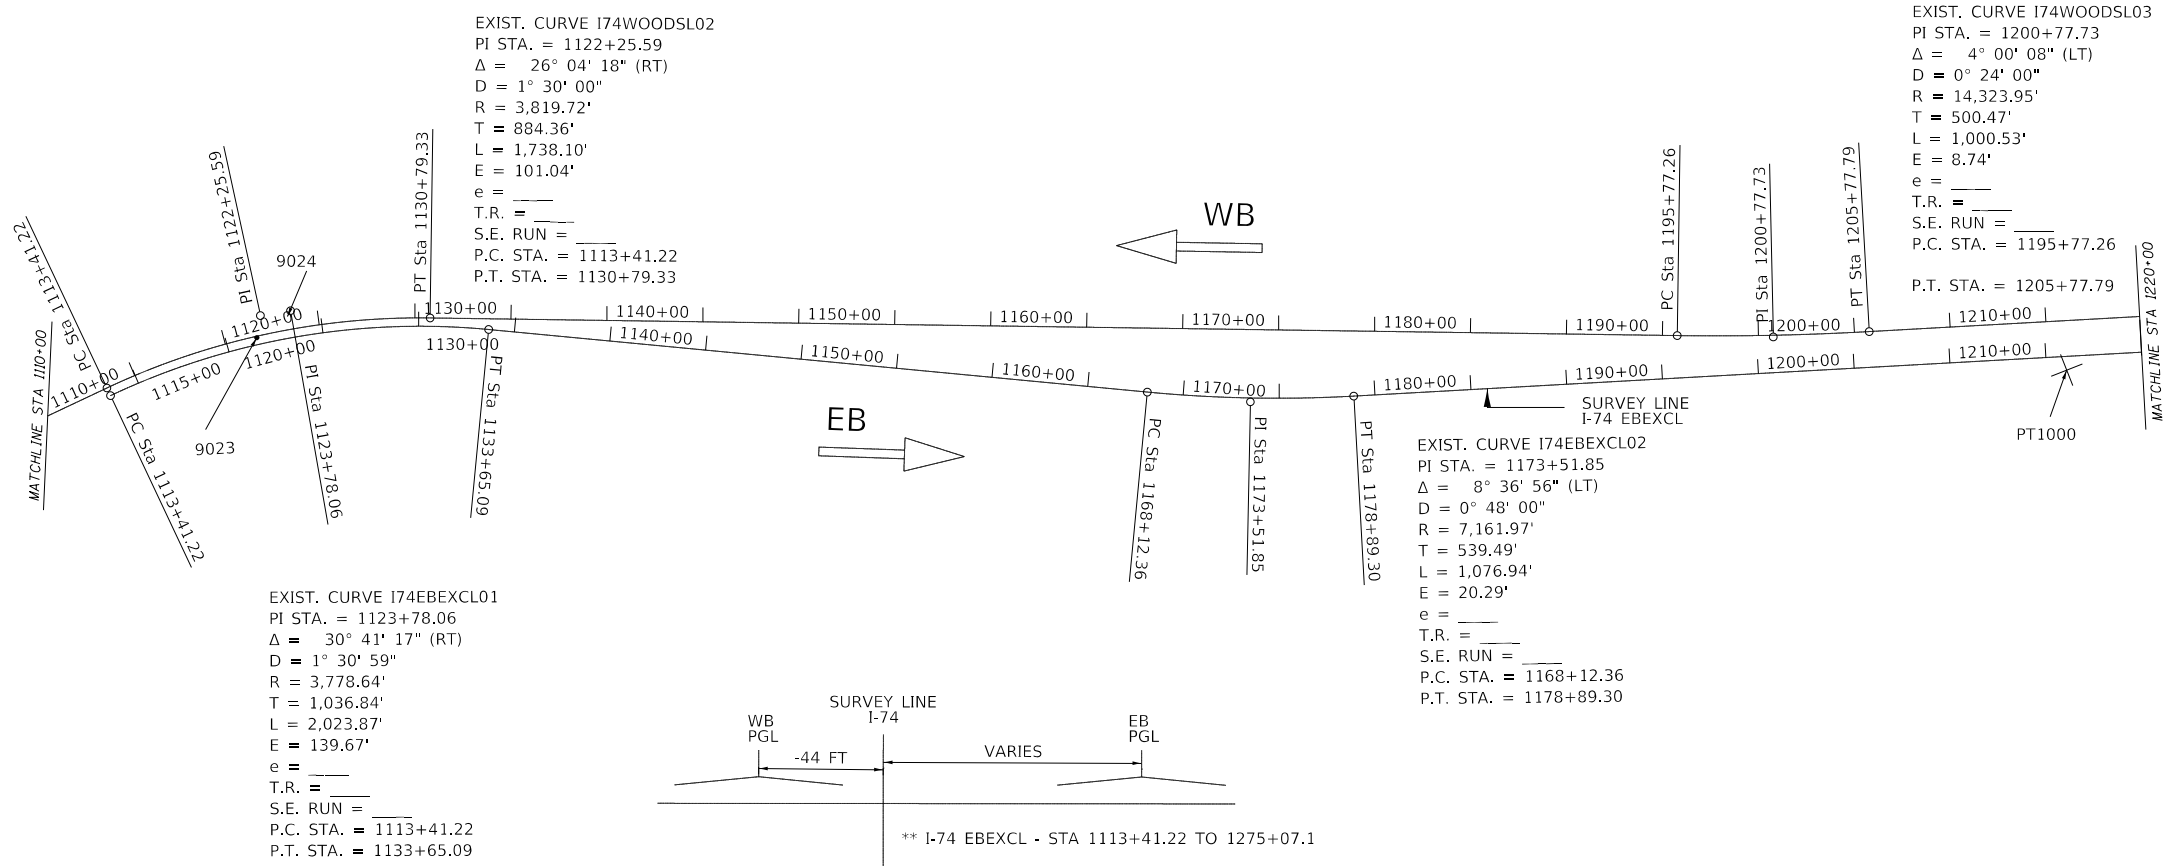 EXIST. CURVE I74WOODSL02
PI STA. = 1122+25.59
Δ = 26° 04' 18" (RT)
D = 1° 30' 00"
R = 3,819.72'
T = 884.36'
L = 1,738.10'
E = 101.04'
e = ____
T.R. = ____
S.E. RUN = ____
P.C. STA. = 1113+41.22
P.T. STA. = 1130+79.33
EXIST. CURVE I74WOODSL03
PI STA. = 1200+77.73
Δ = 4° 00' 08" (LT)
D = 0° 24' 00"
R = 14,323.95'
T = 500.47'
L = 1,000.53'
E = 8.74'
e = ____
T.R. = ____
S.E. RUN = ____
P.C. STA. = 1195+77.26
P.T. STA. = 1205+77.79
PC Sta 1113+41.22
PI Sta 1122+25.59
9024
PT Sta 1130+79.33
WB
PC Sta 1195+77.26
PI Sta 1200+77.73
PT Sta 1205+77.79
MATCHLINE STA 1110+00
1110+00
1120+00
1130+00
1140+00
1150+00
1160+00
1170+00
1180+00
1190+00
1200+00
1210+00
MATCHLINE STA 1220+00
1115+00
1120+00
1130+00
1140+00
1150+00
1160+00
1170+00
1180+00
1190+00
1200+00
1210+00
9023
PC Sta 1113+41.22
PI Sta 1123+78.06
PT Sta 1133+65.09
EB
PC Sta 1168+12.36
PI Sta 1173+51.85
PT Sta 1178+89.30
SURVEY LINE
I-74 EBEXCL
PT1000
EXIST. CURVE I74EBEXCL02
PI STA. = 1173+51.85
Δ = 8° 36' 56" (LT)
D = 0° 48' 00"
R = 7,161.97'
T = 539.49'
L = 1,076.94'
E = 20.29'
e = ____
T.R. = ____
S.E. RUN = ____
P.C. STA. = 1168+12.36
P.T. STA. = 1178+89.30
EXIST. CURVE I74EBEXCL01
PI STA. = 1123+78.06
Δ = 30° 41' 17" (RT)
D = 1° 30' 59"
R = 3,778.64'
T = 1,036.84'
L = 2,023.87'
E = 139.67'
e = ____
T.R. = ____
S.E. RUN = ____
P.C. STA. = 1113+41.22
P.T. STA. = 1133+65.09
SURVEY LINE
I-74
WB
PGL
EB
PGL
-44 FT
VARIES
** I-74 EBEXCL - STA 1113+41.22 TO 1275+07.1